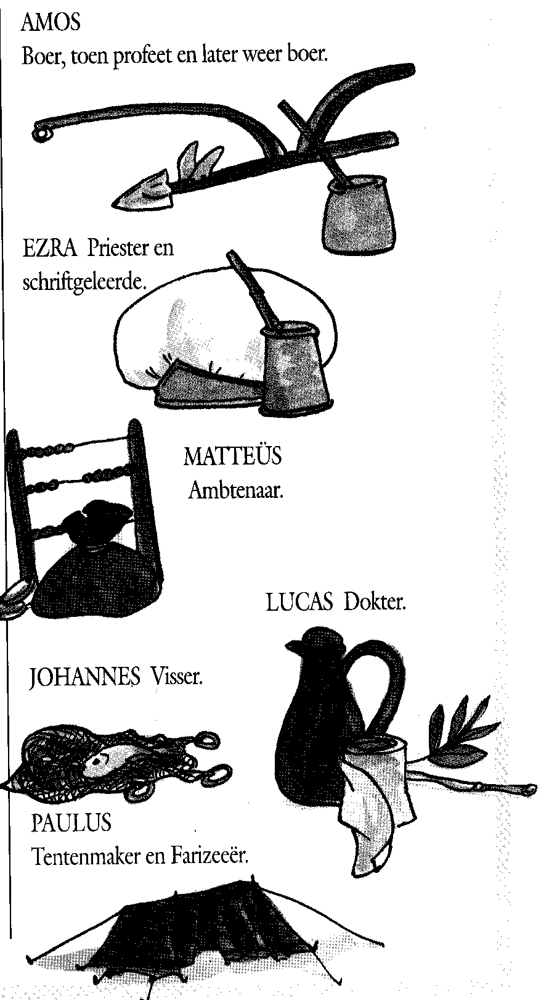 AMOS
Boer, toen profeet en later weer boer.
EZRA Priester en
schriftgeleerde.
MATTEÜS
Ambtenaar.
LUCAS Dokter.
JOHANNES Visser.
PAULUS
Tentenmaker en Farizeeër.